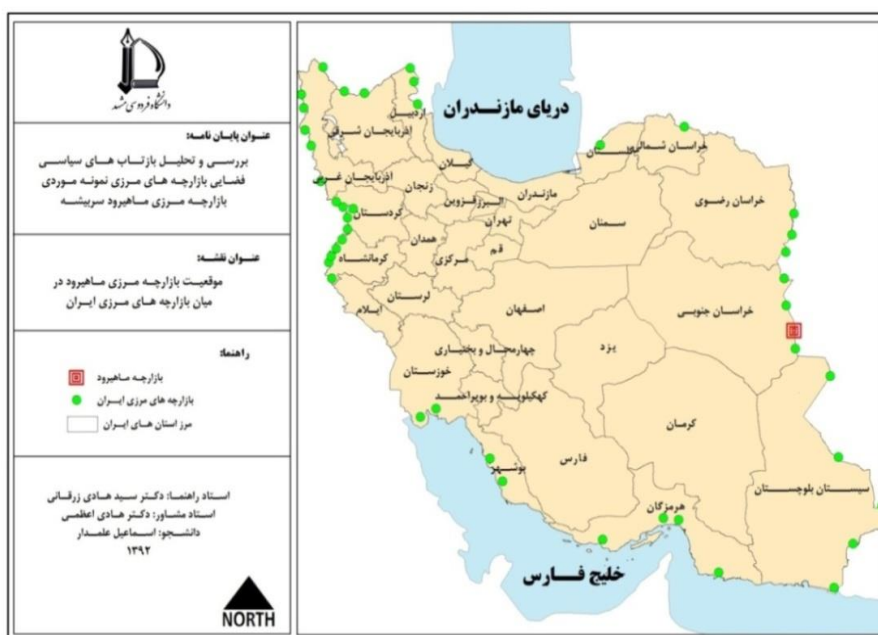 دانشگاه فردوسی مشهد
عنوان پایان نامه:
بررسی و تحلیل بازتاب های سیاسی
فضایی بازارچه های مرزی نمونه موردی
بازارچه مرزی ماهیرود سربیشه
عنوان نقشه:
موقعیت بازارچه مرزی ماهیرود در
میان بازارچه های مرزی ایران
راهنما:
بازارچه ماهیرود
بازارچه های مرزی ایران
مرز استان های ایران
استاد راهنما: دکتر سید هادی زرقانی
استاد مشاور: دکتر هادی اعظمی
دانشجو: اسماعیل علمدار
۱۳۹۲
NORTH
دریای مازندران
اردبیل
آذربایجان شرقی
گیلان
خراسان شمالی
آذربایجان غربی
زنجان
مازندران
خراسان رضوی
البرز
قزوین
کردستان
تهران
سمنان
همدان
قم
مرکزی
کرمانشاه
لرستان
ایلام
اصفهان
خراسان جنوبی
چهارمحال و بختیاری
یزد
خوزستان
کهکیلویه و بویراحمد
کرمان
فارس
بوشهر
سیستان بلوچستان
هرمزگان
خلیج فارس